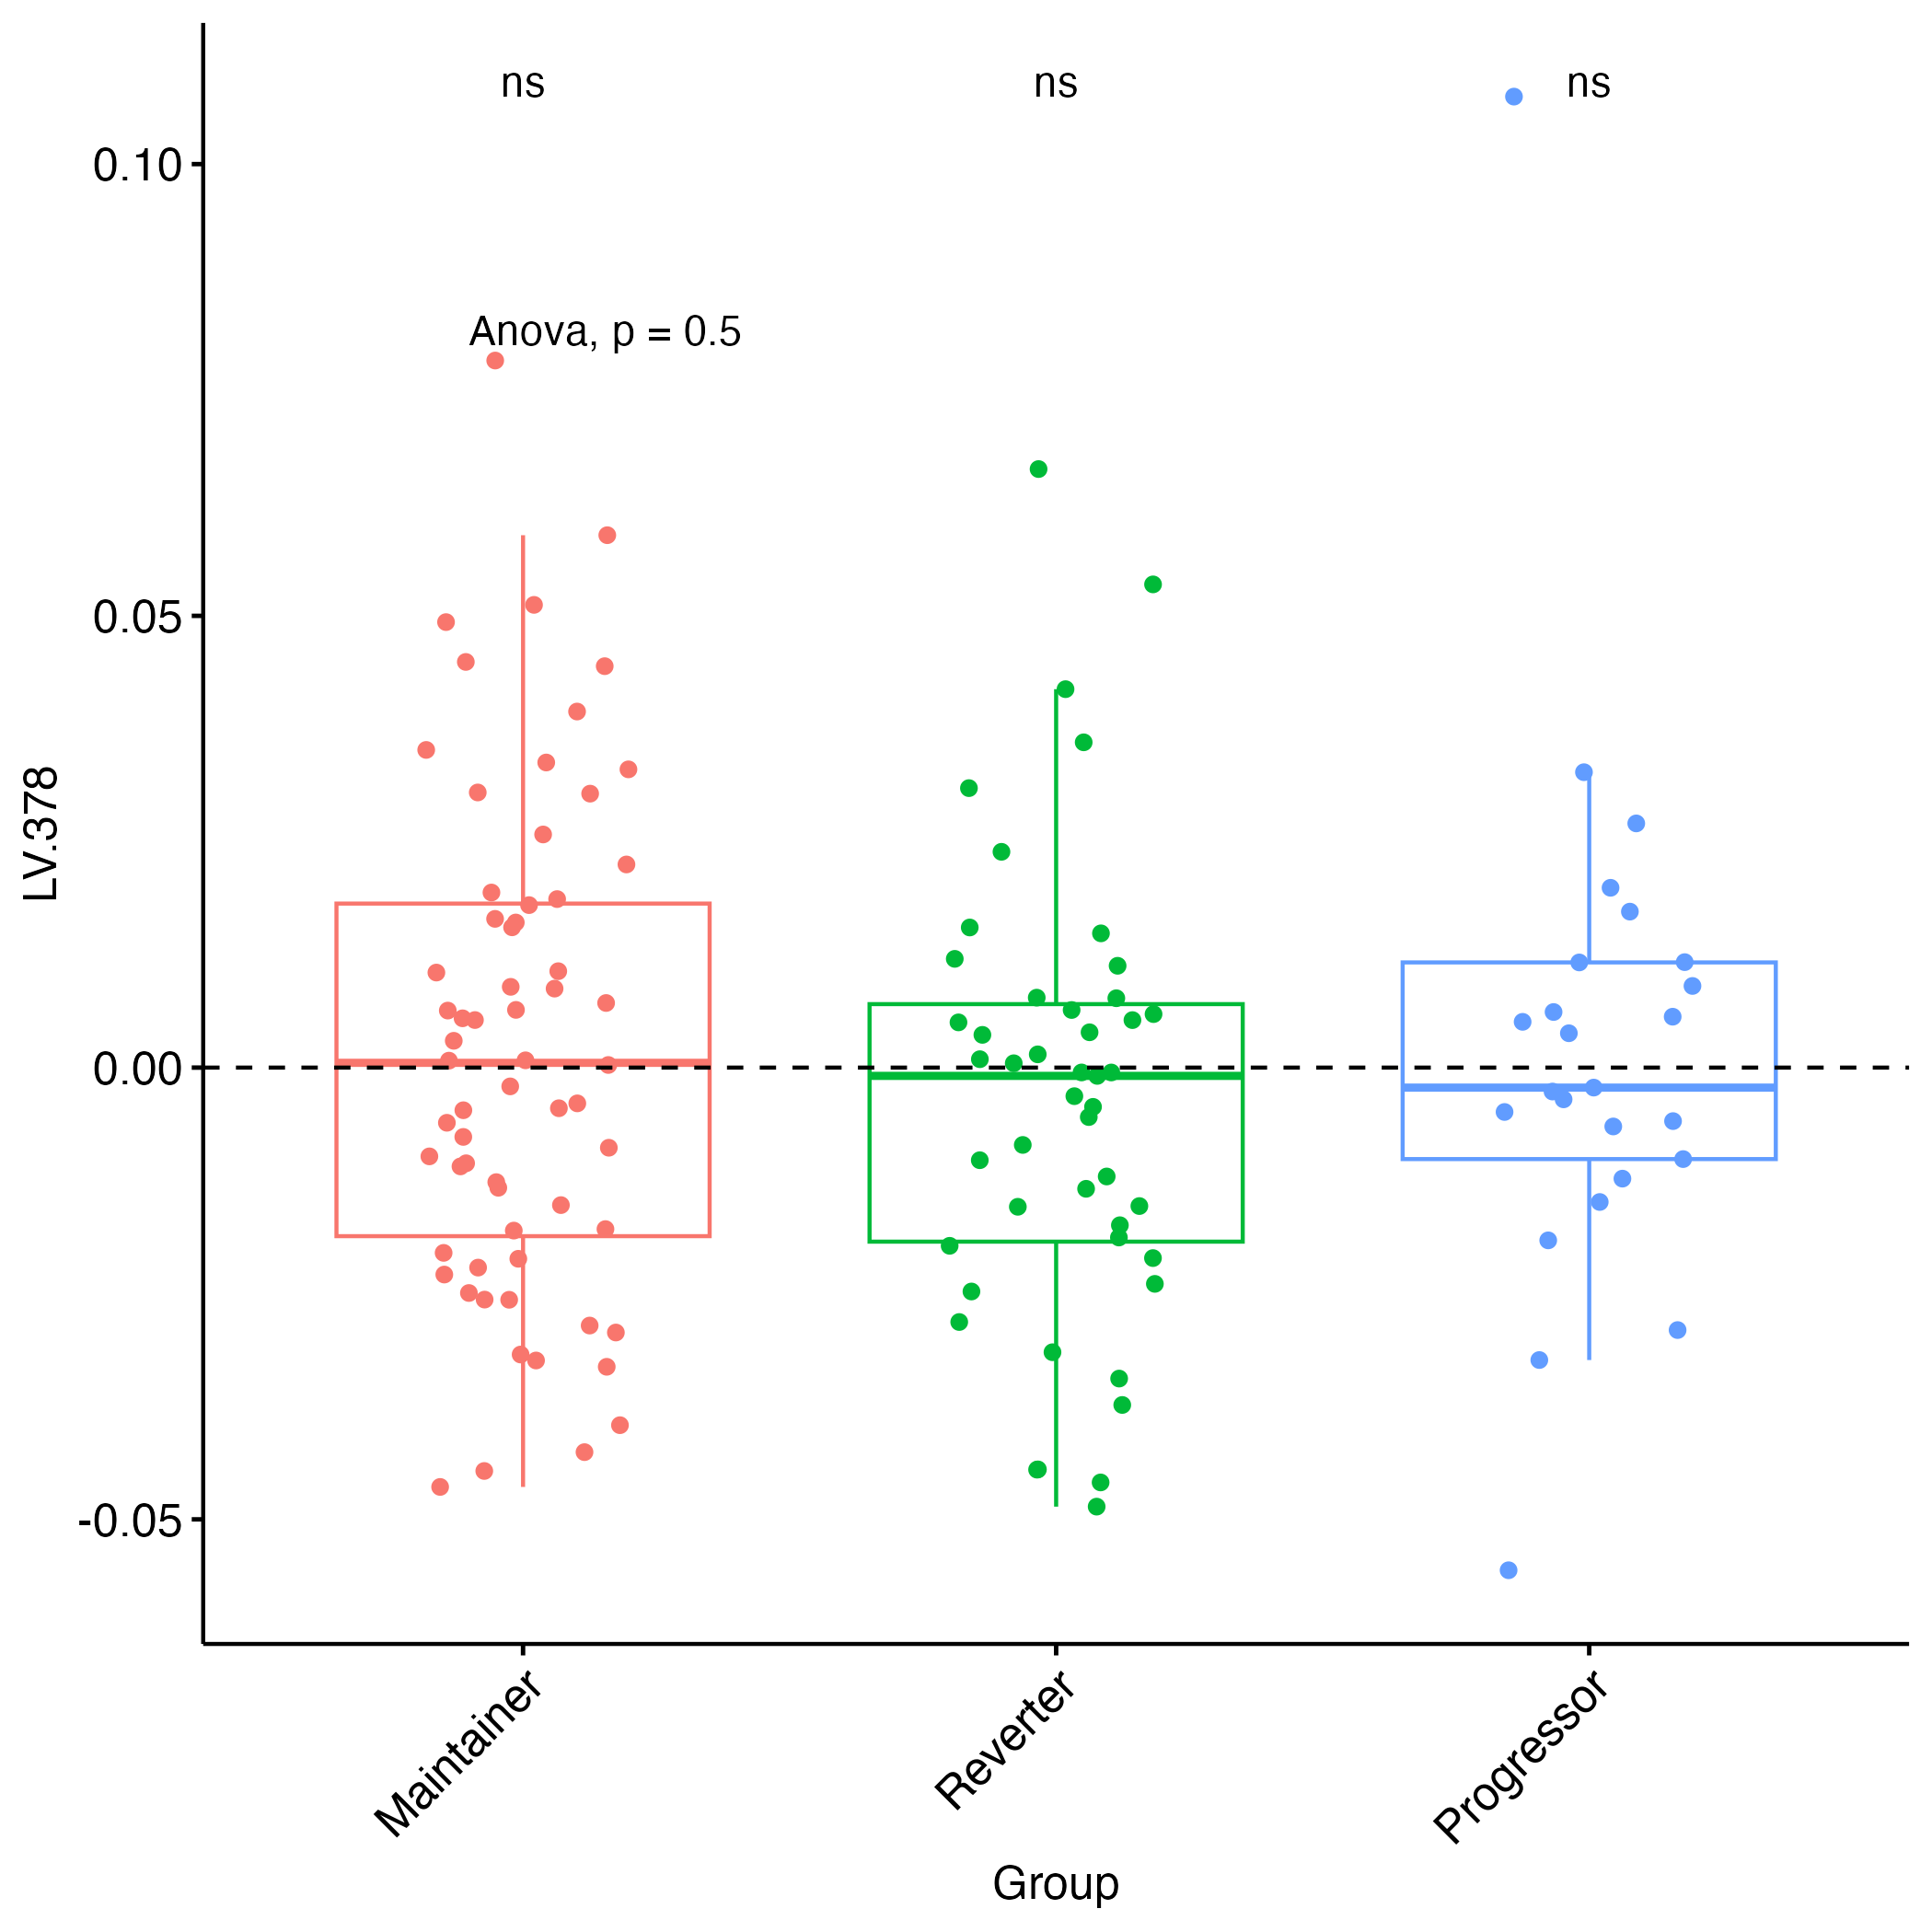 ns ns ns
0.10
Anova, p = 0.5
0.05
LV.378
0.00
-0.05
Maintainer Reverter Progressor
Group